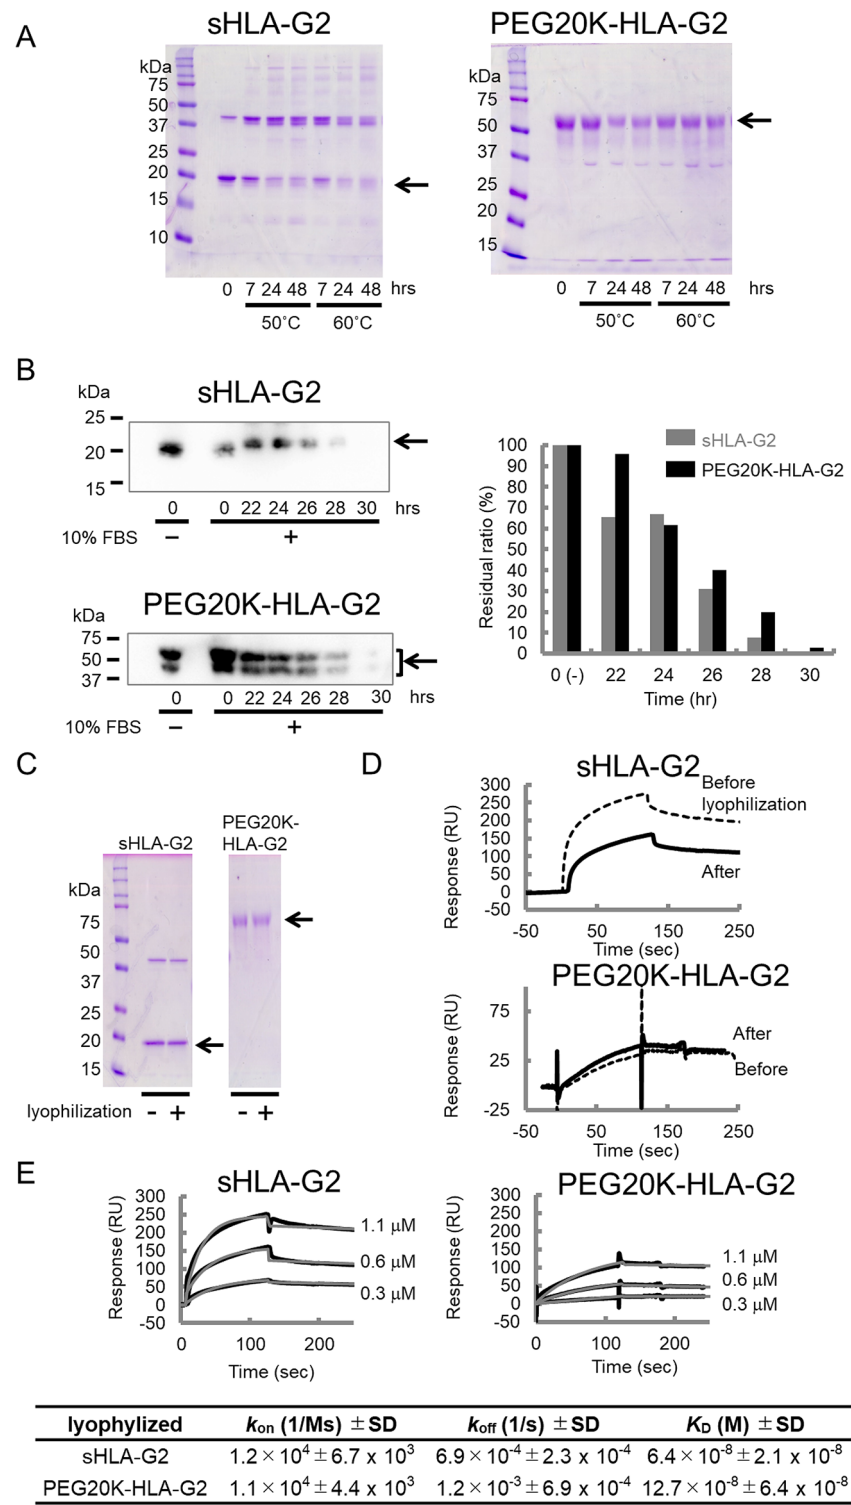 A
sHLA-G2
PEG20K-HLA-G2
kDa
75
50
37
25
20
15
10
0 7 24 48 7 24 48 hrs
50˚C 60˚C
kDa
75
50
37
25
20
15
0 7 24 48 7 24 48 hrs
50˚C 60˚C
B
sHLA-G2
kDa
25
20
15
0 0 22 24 26 28 30 hrs
10% FBS − +
PEG20K-HLA-G2
kDa
75
50
37
0 0 22 24 26 28 30 hrs
10% FBS − +
sHLA-G2
PEG20K-HLA-G2
Residual ratio (%)
100
90
80
70
60
50
40
30
20
10
0
0 (-) 22 24 26 28 30
Time (hr)
C
sHLA-G2
PEG20K-
HLA-G2
kDa
75
50
37
25
20
15
lyophilization - + - +
D
sHLA-G2
Response (RU)
300
250
200
150
100
50
0
-50
Before
lyophilization
After
-50 50 150 250
Time (sec)
PEG20K-HLA-G2
Response (RU)
75
25
-25
After
Before
-50 50 150 250
Time (sec)
E
sHLA-G2
Response (RU)
300
250
200
150
100
50
0
-50
1.1 µM
0.6 µM
0.3 µM
0 100 200
Time (sec)
PEG20K-HLA-G2
Response (RU)
300
250
200
150
100
50
0
-50
1.1 µM
0.6 µM
0.3 µM
0 100 200
Time (sec)
lyophylized kon (1/Ms) ±SD koff (1/s) ±SD KD (M) ±SD
sHLA-G2 1.2×10⁴±6.7 x 10³ 6.9×10⁻⁴±2.3 x 10⁻⁴ 6.4×10⁻⁸±2.1 x 10⁻⁸
PEG20K-HLA-G2 1.1×10⁴±4.4 x 10³ 1.2×10⁻³±6.9 x 10⁻⁴ 12.7×10⁻⁸±6.4 x 10⁻⁸